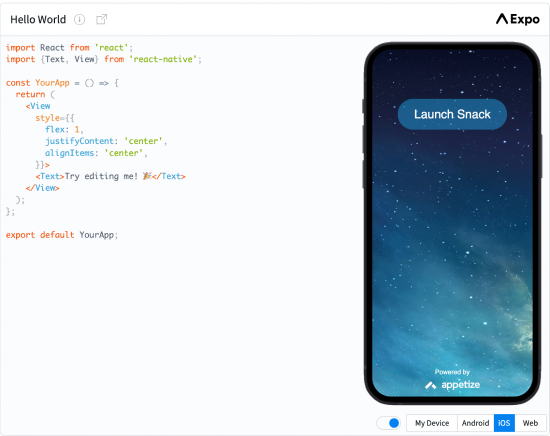 Hello World
Expo
import React from 'react';
import {Text, View} from 'react-native';
const YourApp = () => {
  return (
    <View
      style={{
        flex: 1,
        justifyContent: 'center',
        alignItems: 'center',
      }}>
      <Text>Try editing me! 🎉</Text>
    </View>
  );
};
export default YourApp;
Launch Snack
Powered by
appetize
My Device Android iOS Web